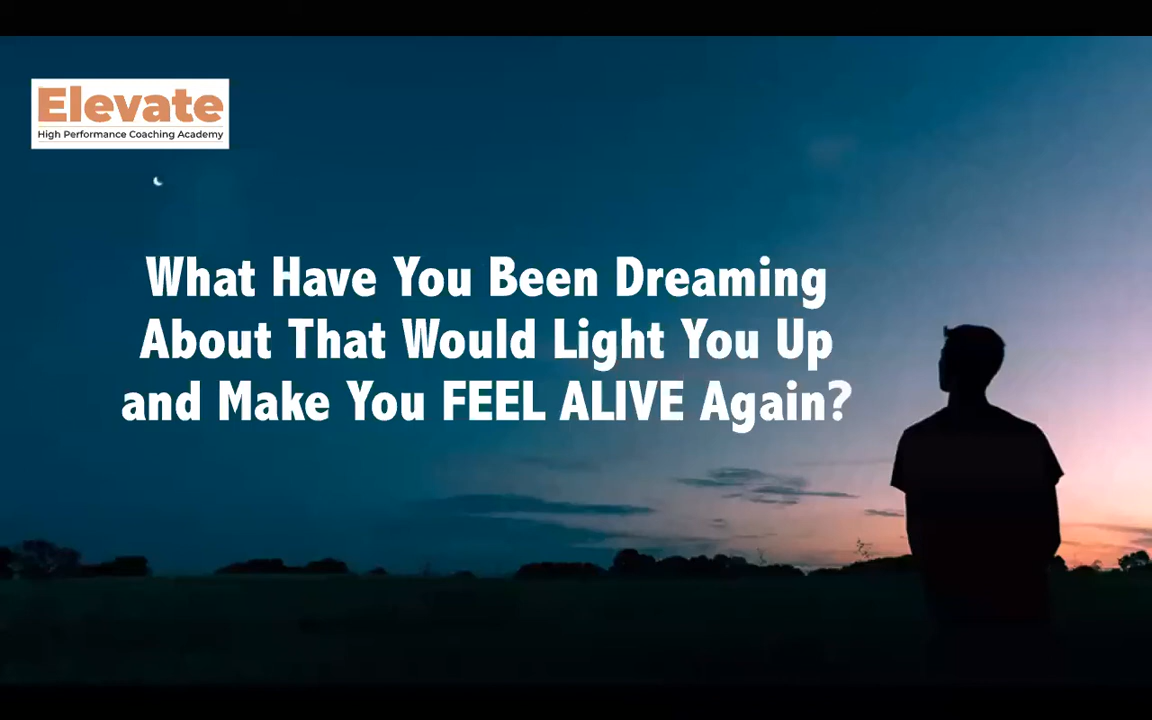 Elevate
High Performance Coaching Academy
What Have You Been Dreaming
About That Would Light You Up
and Make You FEEL ALIVE Again?